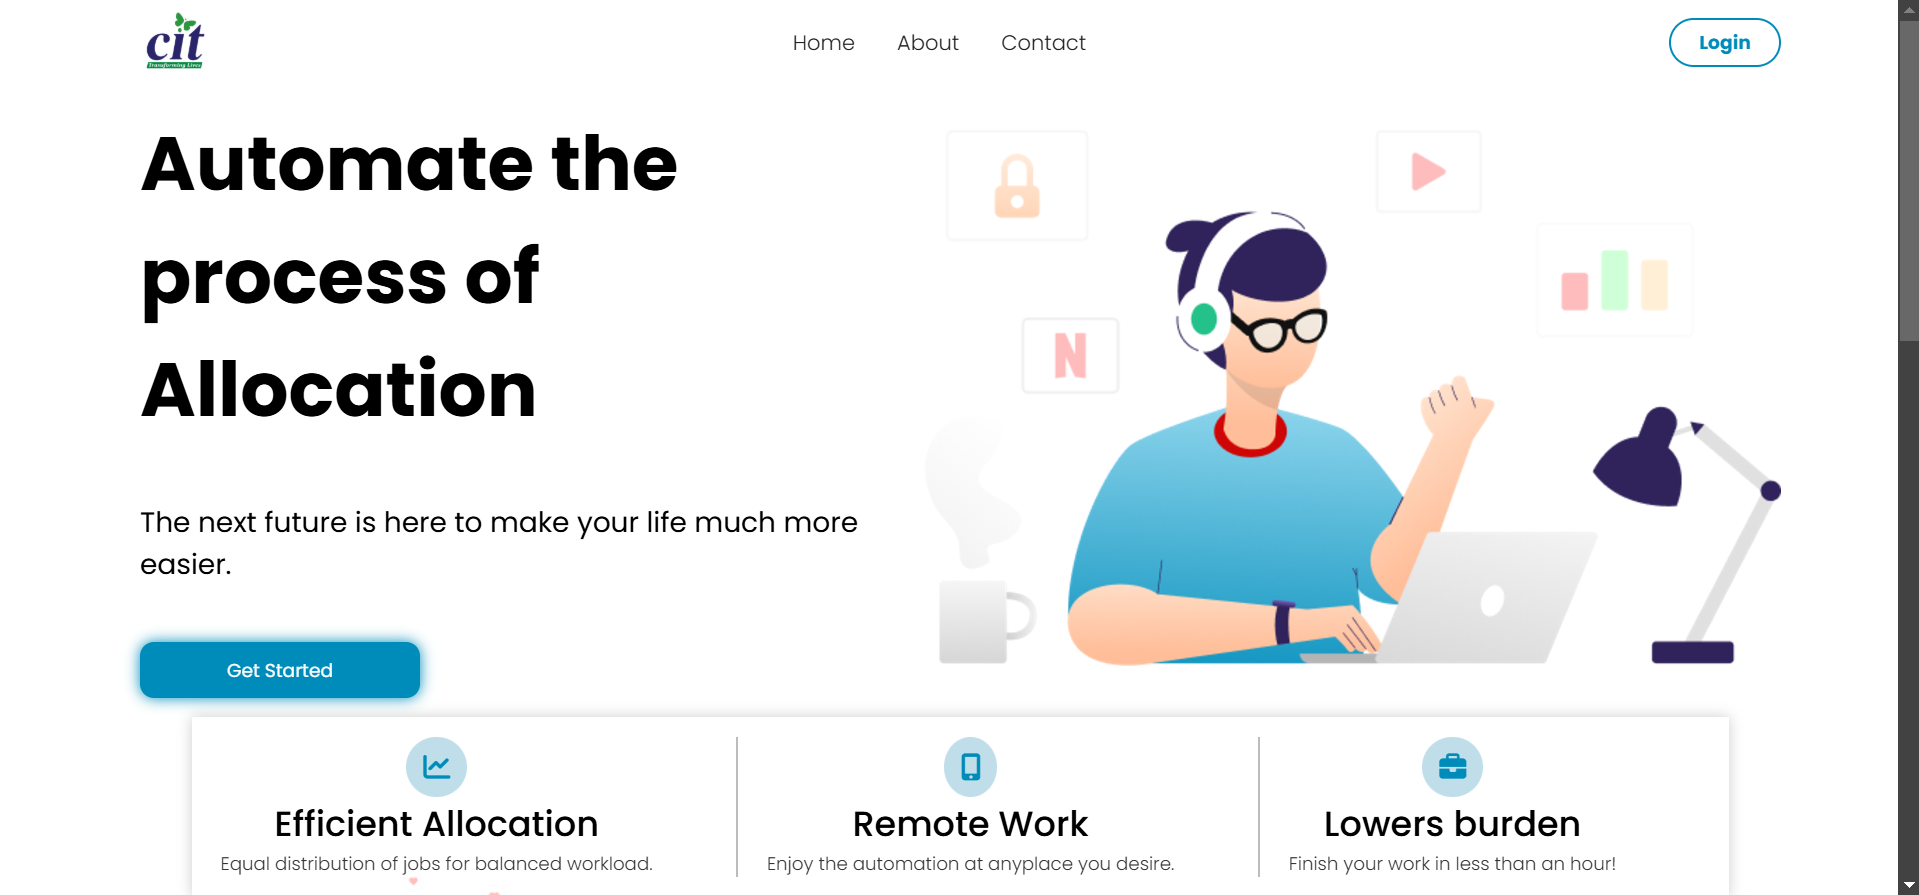 cit
Transforming Lives
Home
About
Contact
Login
Automate the
process of
Allocation
The next future is here to make your life much more
easier.
Get Started
N
Efficient Allocation
Equal distribution of jobs for balanced workload.
Remote Work
Enjoy the automation at anyplace you desire.
Lowers burden
Finish your work in less than an hour!